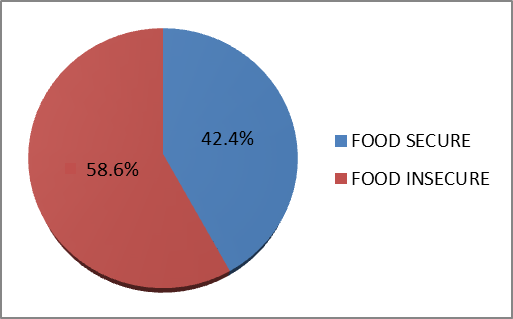 42.4%
FOOD SECURE
58.6%
FOOD INSECURE